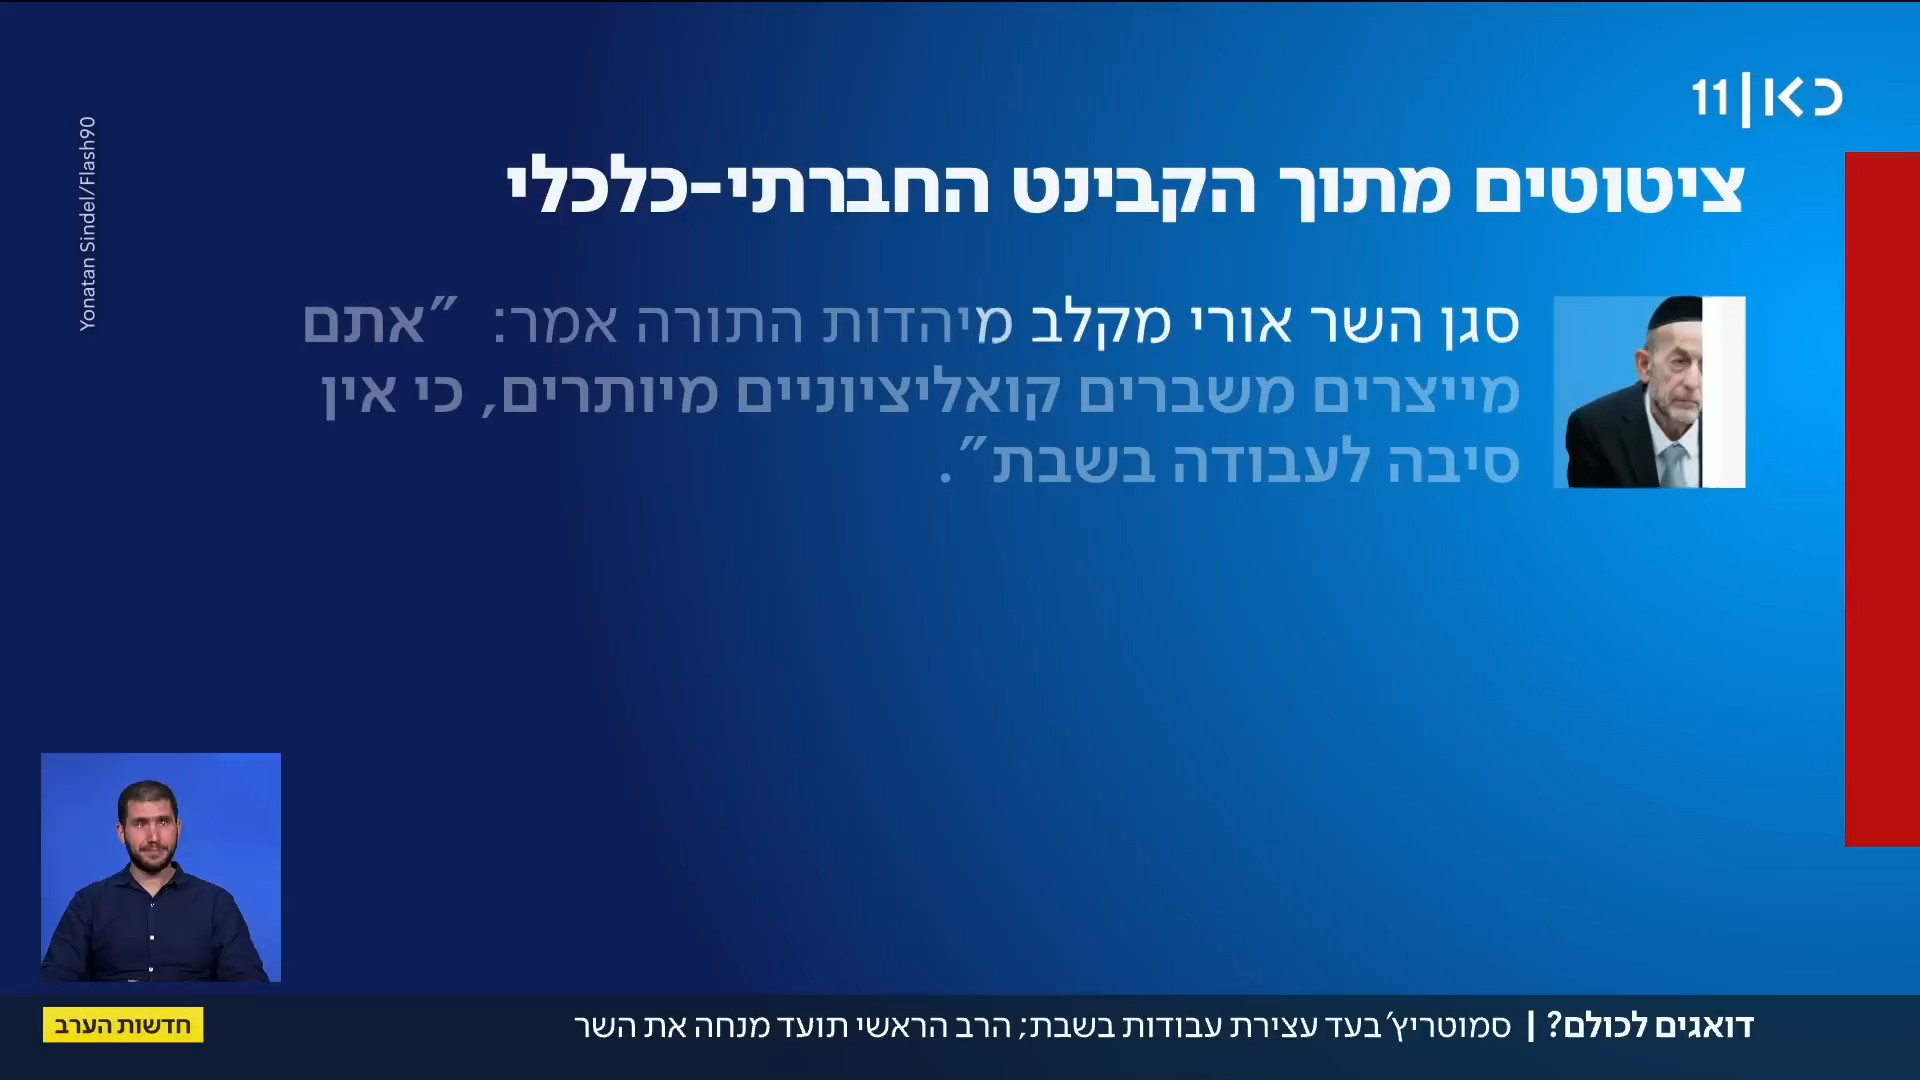 כאן|11
Yonatan Sindel/Flash90
ציטוטים מתוך הקבינט החברתי-כלכלי
סגן השר אורי מקלב מיהדות התורה אמר: "אתם
מייצרים משברים קואליציוניים מיותרים, כי אין
סיבה לעבודה בשבת".
דואגים לכולם? | סמוטריץ' בעד עצירת עבודות בשבת; הרב הראשי תועד מנחה את השר
חדשות הערב